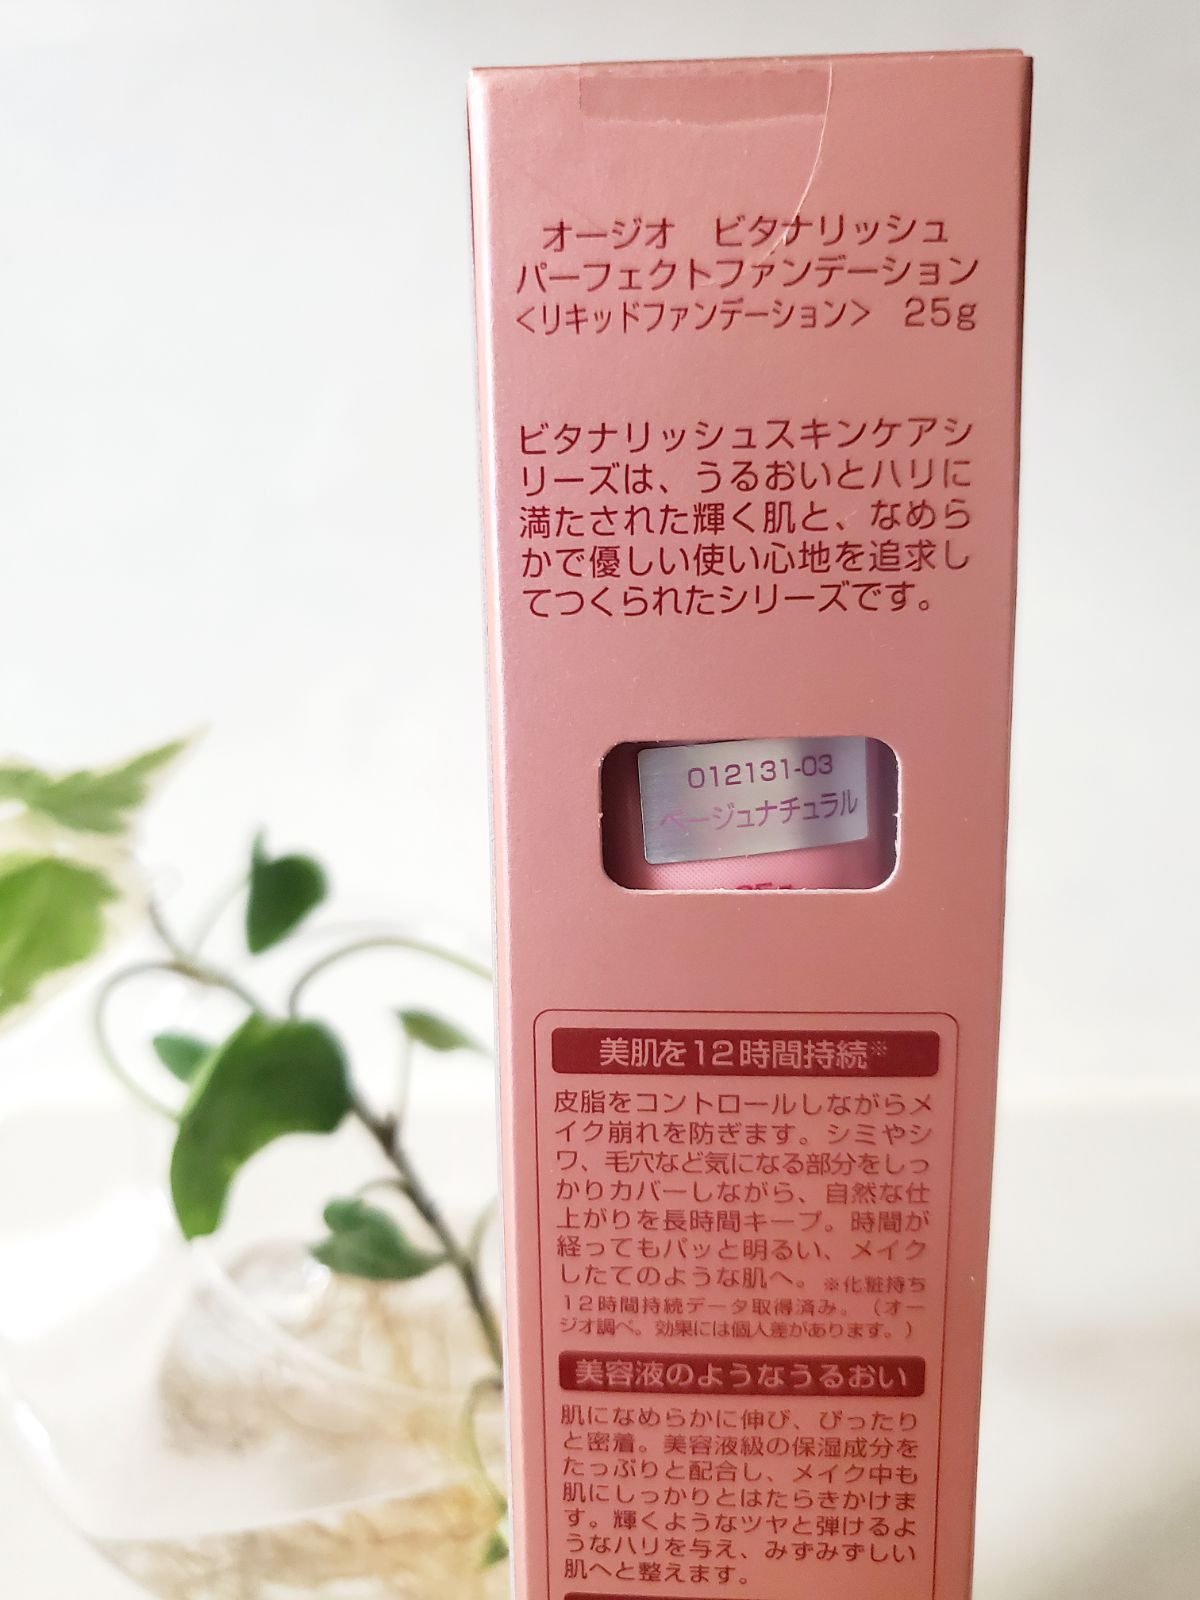 オージオ　ビタナリッシュ
パーフェクトファンデーション
<リキッドファンデーション>　25g
ビタナリッシュスキンケアシ
リーズは、うるおいとハリに
満たされた輝く肌と、なめら
かで優しい使い心地を追求し
てつくられたシリーズです。
012131-03
ベージュナチュラル
25g
美肌を12時間持続※
皮脂をコントロールしながらメ
イク崩れを防ぎます。シミやシ
ワ、毛穴など気になる部分をしっ
かりカバーしながら、自然な仕
上がりを長時間キープ。時間が
経ってもパッと明るい、メイク
したてのような肌へ。※化粧持ち
12時間持続データ取得済み。（オー
ジオ調べ。効果には個人差があります。）
美容液のようなうるおい
肌になめらかに伸び、ぴったり
と密着。美容液級の保湿成分を
たっぷりと配合し、メイク中も
肌にしっかりとはたらきかけま
す。輝くようなツヤと弾けるよ
うなハリを与え、みずみずしい
肌へと整えます。